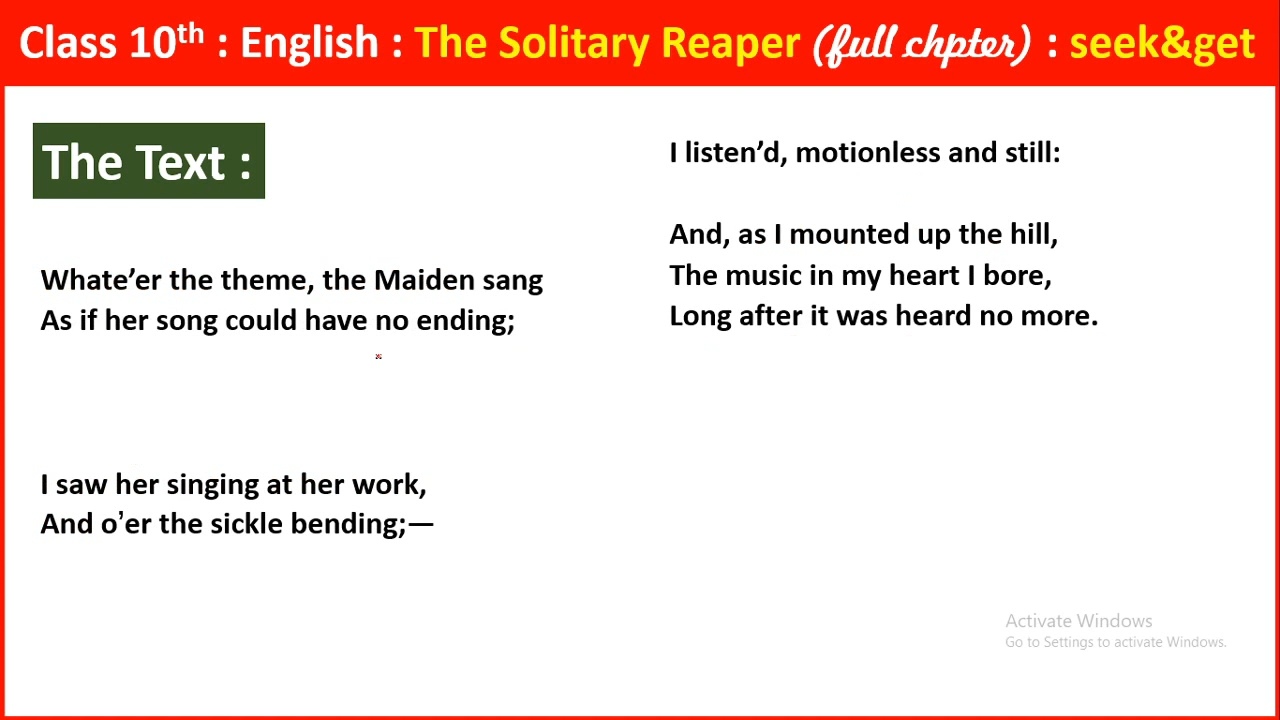 Class 10th : English : The Solitary Reaper (full chpter) : seek&get
The Text :
Whate’er the theme, the Maiden sang
As if her song could have no ending;
I saw her singing at her work,
And o’er the sickle bending;—
I listen’d, motionless and still:
And, as I mounted up the hill,
The music in my heart I bore,
Long after it was heard no more.
Activate Windows
Go to Settings to activate Windows.